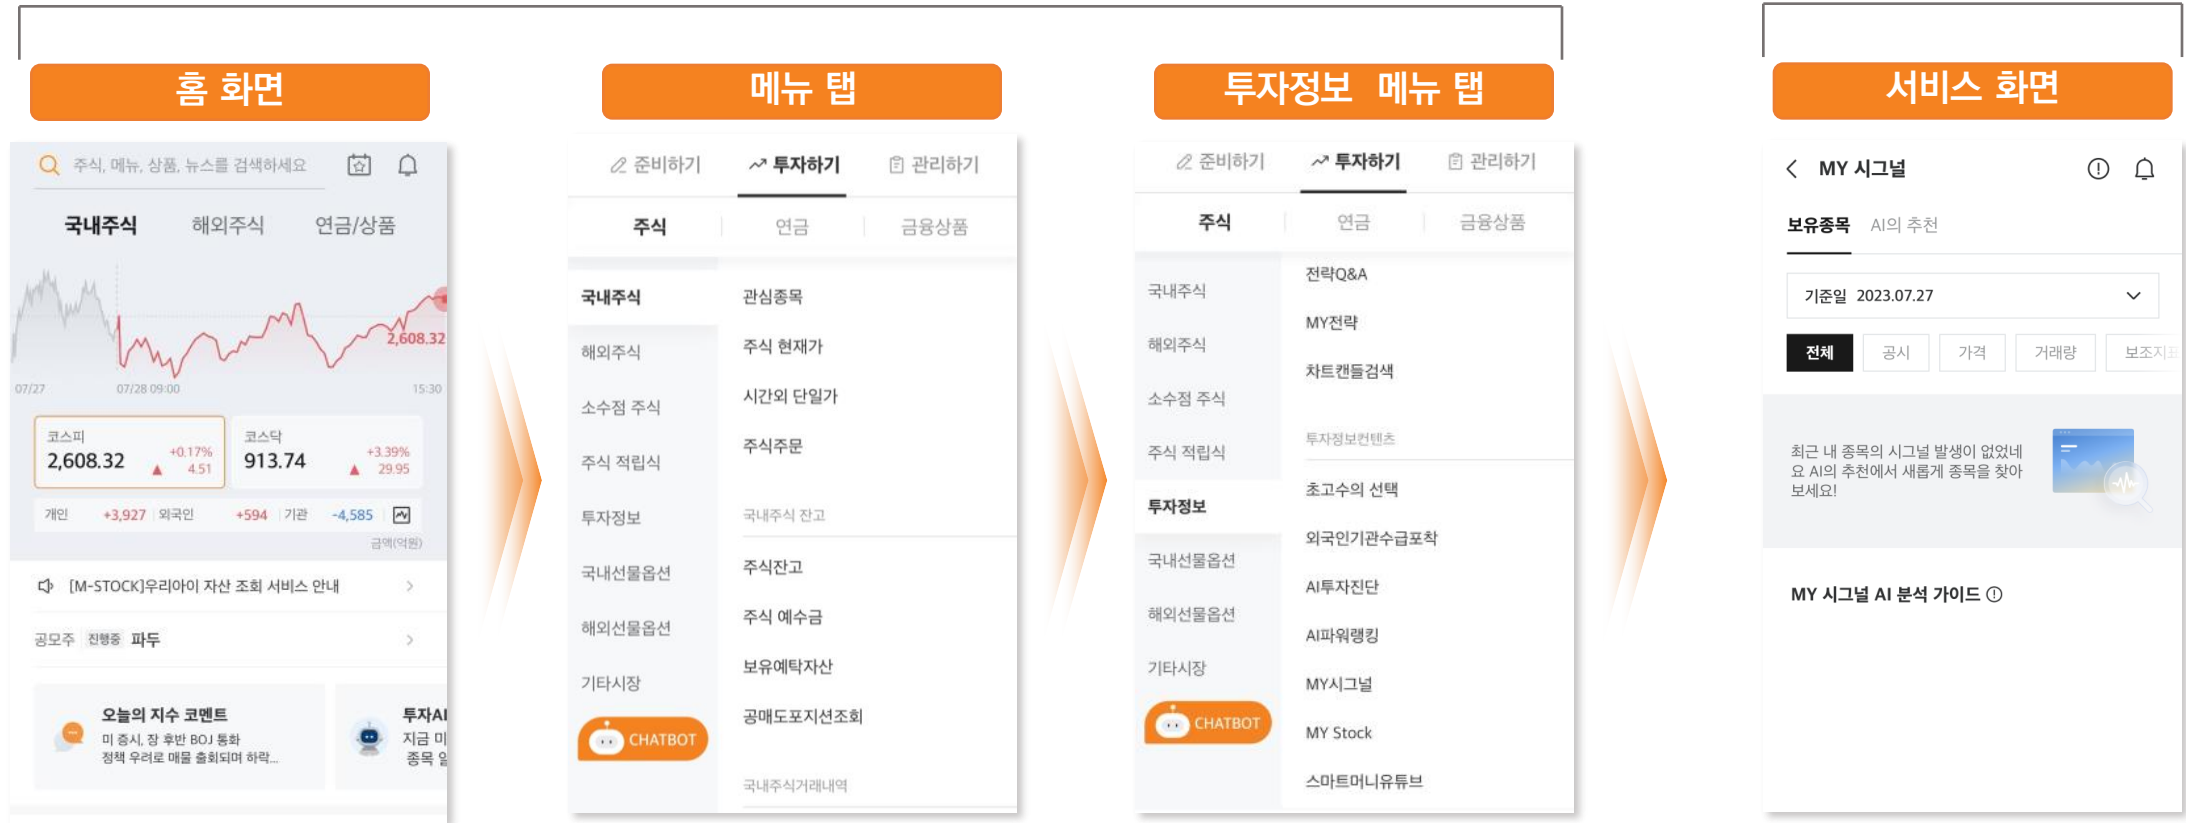 홈 화면
주식, 메뉴, 상품, 뉴스를 검색하세요
국내주식 해외주식 연금/상품
2,608.32
07/27 07/28 09:00 15:30
코스피
2,608.32 ▲ +0.17% 4.51
코스닥
913.74 ▲ +3.39% 29.95
개인 +3,927 외국인 +594 기관 -4,585
금액(억원)
[M-STOCK]우리아이 자산 조회 서비스 안내
공모주 진행중 파두
오늘의 지수 코멘트
미 증시, 장 후반 BOJ 통화
정책 우려로 매물 출회되며 하락...
투자AI
지금 미
종목 일
메뉴 탭
준비하기 투자하기 관리하기
주식 연금 금융상품
국내주식
해외주식
소수점 주식
주식 적립식
투자정보
국내선물옵션
해외선물옵션
기타시장
CHATBOT
관심종목
주식 현재가
시간외 단일가
주식주문
국내주식 잔고
주식잔고
주식 예수금
보유예탁자산
공매도포지션조회
국내주식거래내역
투자정보 메뉴 탭
준비하기 투자하기 관리하기
주식 연금 금융상품
국내주식
해외주식
소수점 주식
주식 적립식
투자정보
국내선물옵션
해외선물옵션
기타시장
CHATBOT
전략Q&A
MY전략
차트캔들검색
투자정보컨텐츠
초고수의 선택
외국인기관수급포착
AI투자진단
AI파워랭킹
MY시그널
MY Stock
스마트머니유튜브
서비스 화면
MY 시그널
보유종목 AI의 추천
기준일 2023.07.27
전체 공시 가격 거래량 보조지표
최근 내 종목의 시그널 발생이 없었네
요 AI의 추천에서 새롭게 종목을 찾아
보세요!
MY 시그널 AI 분석 가이드